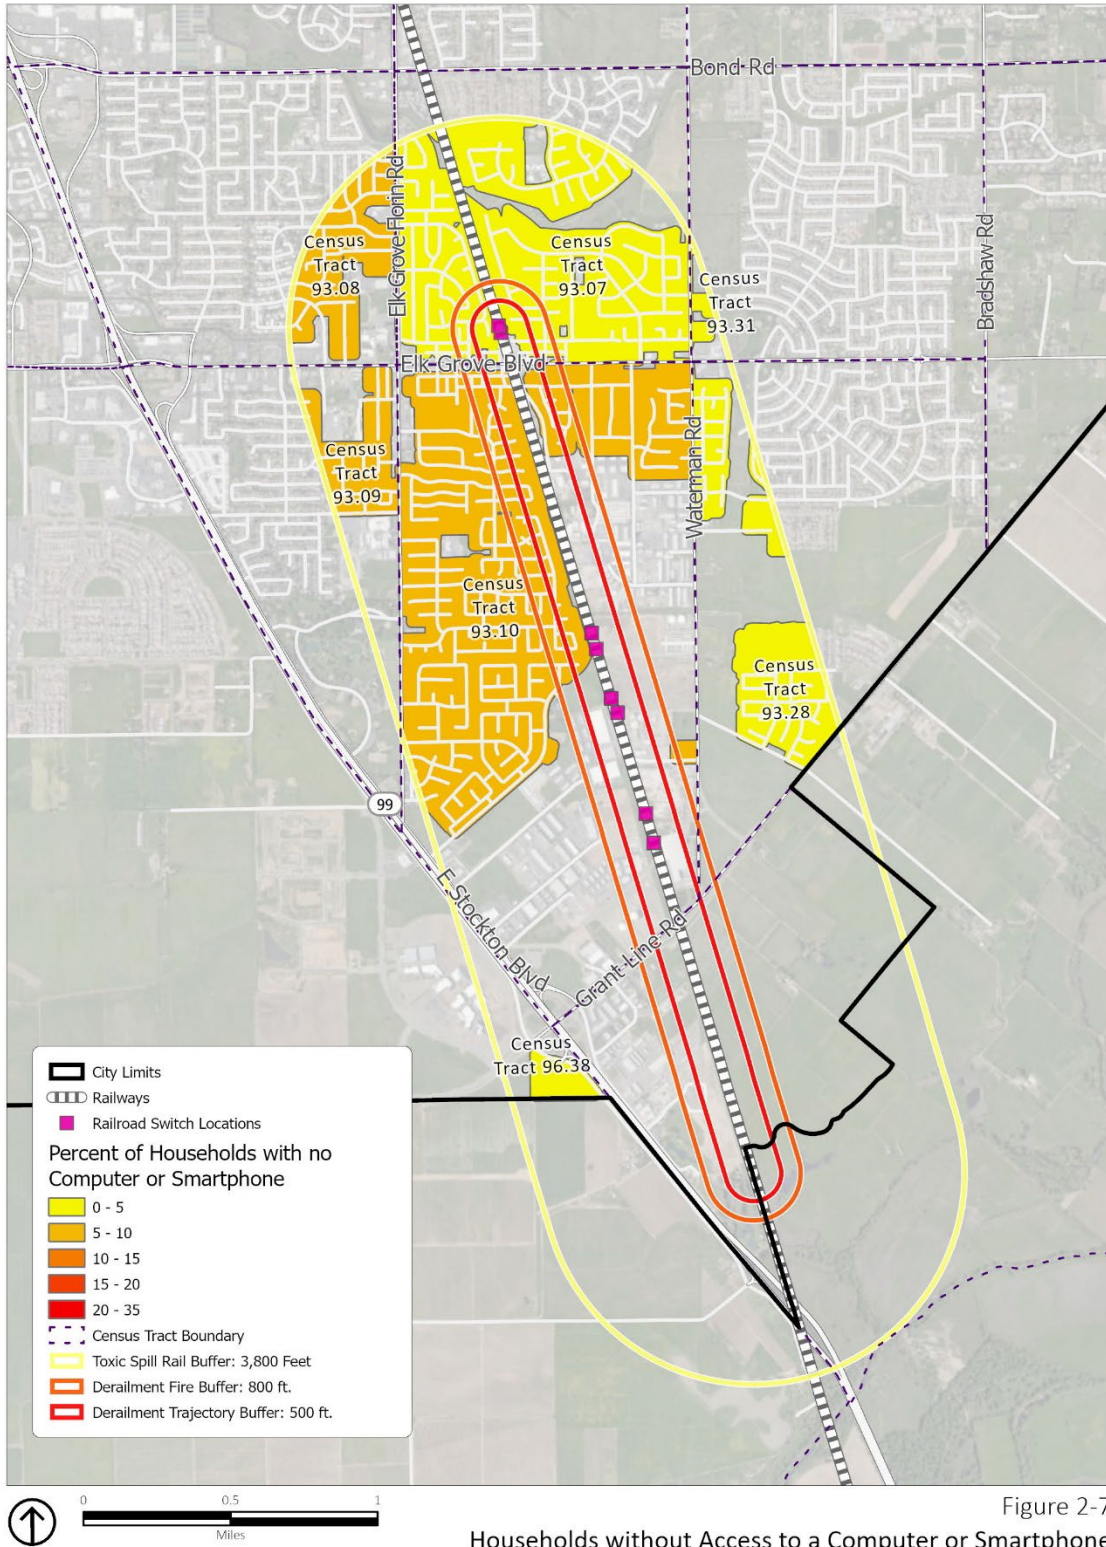 Bond Rd
Elk Grove Florin Rd
Census
Tract
93.08
Census
Tract
93.07
Census
Tract
93.31
Bradshaw Rd
Elk Grove Blvd
Census
Tract
93.09
Waterman Rd
Census
Tract
93.10
Census
Tract
93.28
99
E Stockton Blvd
Grant Line Rd
Census
Tract 96.38
City Limits
Railways
Railroad Switch Locations
Percent of Households with no
Computer or Smartphone
0 - 5
5 - 10
10 - 15
15 - 20
20 - 35
Census Tract Boundary
Toxic Spill Rail Buffer: 3,800 Feet
Derailment Fire Buffer: 800 ft.
Derailment Trajectory Buffer: 500 ft.
0 0.5 1
Miles
Figure 2-7
Households without Access to a Computer or Smartphone